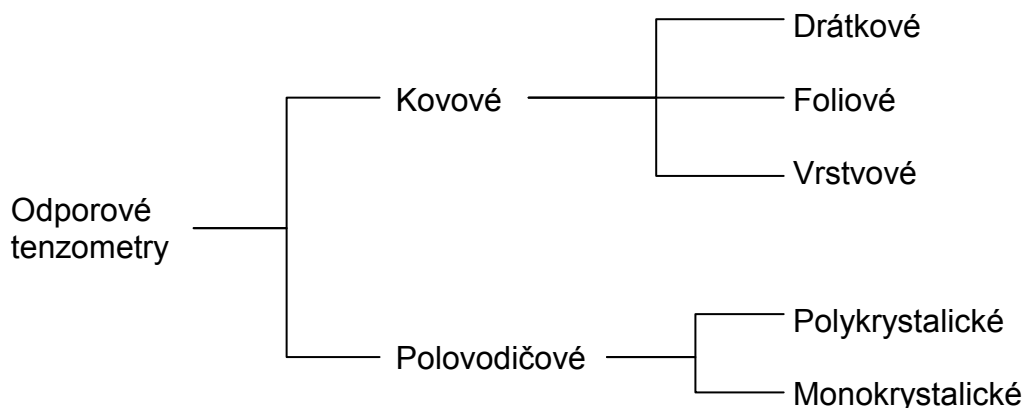 Odporové
tenzometry
Kovové
Drátkové
Foliové
Vrstvové
Polovodičové
Polykrystalické
Monokrystalické